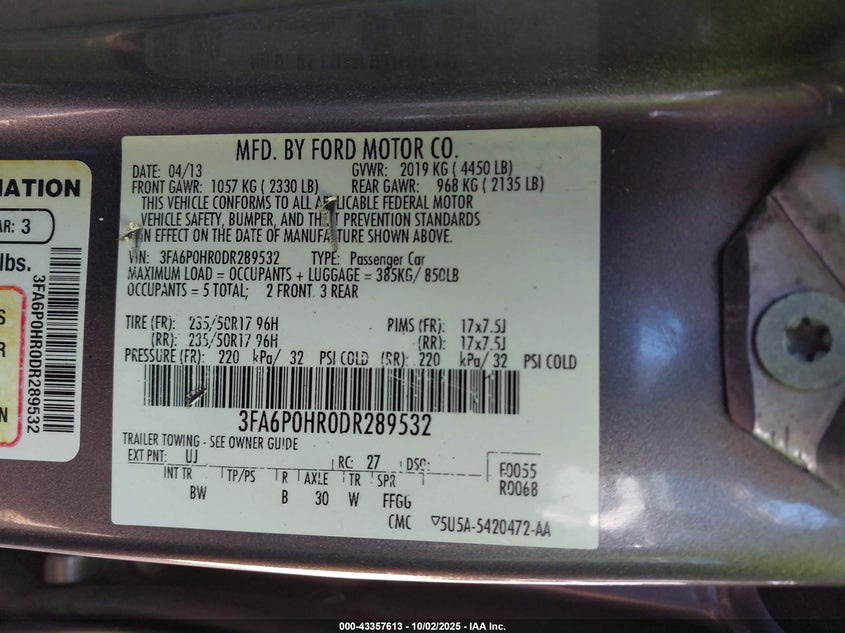 MFD. BY FORD MOTOR CO.
DATE: 04/13 GVWR: 2019 KG ( 4450 LB)
FRONT GAWR: 1057 KG ( 2330 LB) REAR GAWR: 968 KG ( 2135 LB)
THIS VEHICLE CONFORMS TO ALL APPLICABLE FEDERAL MOTOR
VEHICLE SAFETY, BUMPER, AND THEFT PREVENTION STANDARDS
IN EFFECT ON THE DATE OF MANUFACTURE SHOWN ABOVE.
VIN: 3FA6P0HR0DR289532 TYPE: Passenger Car
MAXIMUM LOAD = OCCUPANTS + LUGGAGE = 385KG/ 850LB
OCCUPANTS = 5 TOTAL; 2 FRONT 3 REAR
TIRE (FR): 235/50R17 96H PIMS (FR): 17x7.5J
(RR): 235/50R17 96H (RR): 17x7.5J
PRESSURE (FR): 220 kPa/ 32 PSI COLD (RR): 220 kPa/ 32 PSI COLD
3FA6P0HR0DR289532
TRAILER TOWING - SEE OWNER GUIDE
EXT PNT: UJ RC: 27 DSO: F0055
INT TR TP/PS R AXLE TR SPR R0068
BW B 30 W FFGG
CMC ▽5U5A-5420472-AA
MATION
AR: 3
lbs.
S
R
N
3FA6P0HR0DR289532
000-43357613 - 10/02/2025 - IAA Inc.